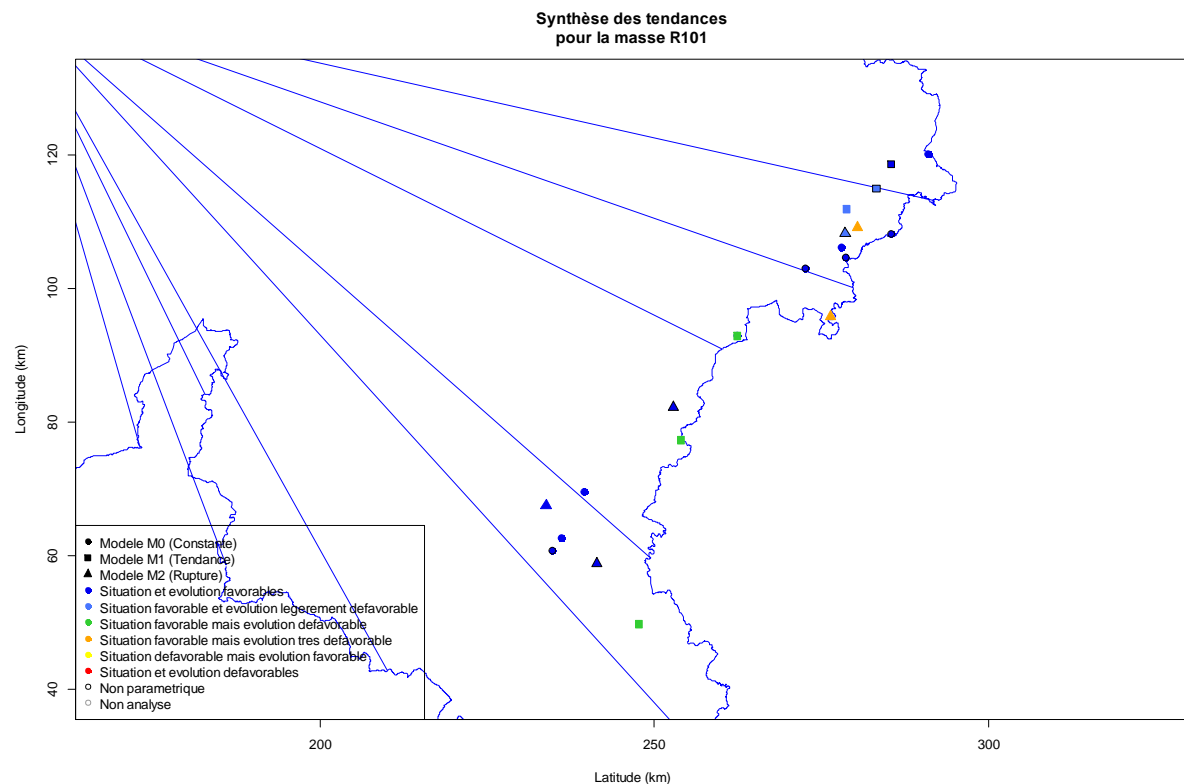 Synthèse des tendances
pour la masse R101
Longitude (km)
120
100
80
60
40
Modele M0 (Constante)
Modele M1 (Tendance)
Modele M2 (Rupture)
Situation et evolution favorables
Situation favorable et evolution legerement defavorable
Situation favorable mais evolution defavorable
Situation favorable mais evolution tres defavorable
Situation defavorable mais evolution favorable
Situation et evolution defavorables
Non parametrique
Non analyse
200
250
300
Latitude (km)